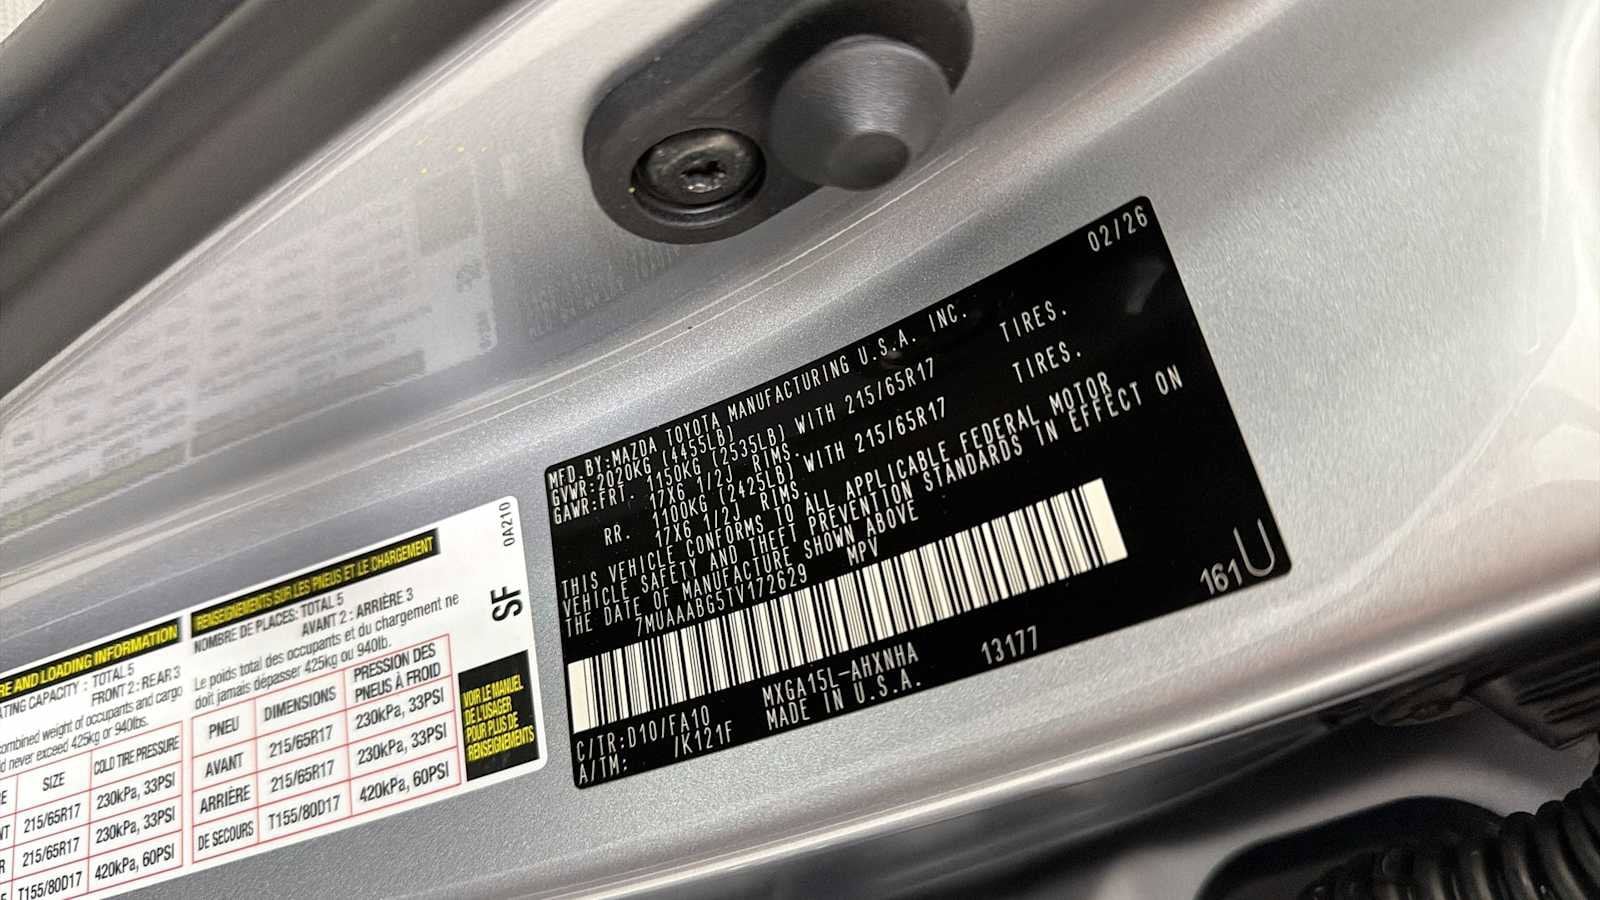 02/26
MFD.BY:MAZDA TOYOTA MANUFACTURING U.S.A. INC.
GVWR:2020KG (4455LB)
GAWR:FRT. 1150KG (2535LB) WITH 215/65R17 TIRES.
17X6 1/2J RIMS.
RR. 1100KG (2425LB) WITH 215/65R17 TIRES.
17X6 1/2J RIMS.
THIS VEHICLE CONFORMS TO ALL APPLICABLE FEDERAL MOTOR
VEHICLE SAFETY AND THEFT PREVENTION STANDARDS IN EFFECT ON
THE DATE OF MANUFACTURE SHOWN ABOVE
7MUAAABG5TV172629 MPV
161U
C/TR:D10/FA10 MXGA15L-AHXNHA 13177
A/TM: /K121F MADE IN U.S.A.
RE AND LOADING INFORMATION
ATING CAPACITY : TOTAL 5
FRONT 2 : REAR 3
combined weight of occupants and cargo
d never exceed 425kg or 940lbs.
RE SIZE COLD TIRE PRESSURE
NT 215/65R17 230kPa, 33PSI
R 215/65R17 230kPa, 33PSI
E T155/80D17 420kPa, 60PSI
RENSEIGNEMENTS SUR LES PNEUS ET LE CHARGEMENT
NOMBRE DE PLACES: TOTAL 5
AVANT 2 : ARRIÈRE 3
Le poids total des occupants et du chargement ne
doit jamais dépasser 425kg ou 940lb.
PNEU DIMENSIONS PRESSION DES PNEUS À FROID
AVANT 215/65R17 230kPa, 33PSI
ARRIÈRE 215/65R17 230kPa, 33PSI
DE SECOURS T155/80D17 420kPa, 60PSI
0A210
SF
VOIR LE MANUEL
DE L'USAGER
POUR PLUS DE
RENSEIGNEMENTS